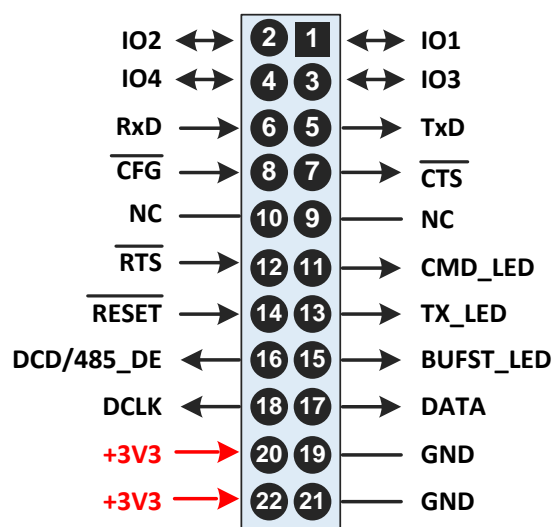 IO2 2 1 IO1
IO4 4 3 IO3
RxD 6 5 TxD
CFG 8 7 CTS
NC 10 9 NC
RTS 12 11 CMD_LED
RESET 14 13 TX_LED
DCD/485_DE 16 15 BUFST_LED
DCLK 18 17 DATA
+3V3 20 19 GND
+3V3 22 21 GND